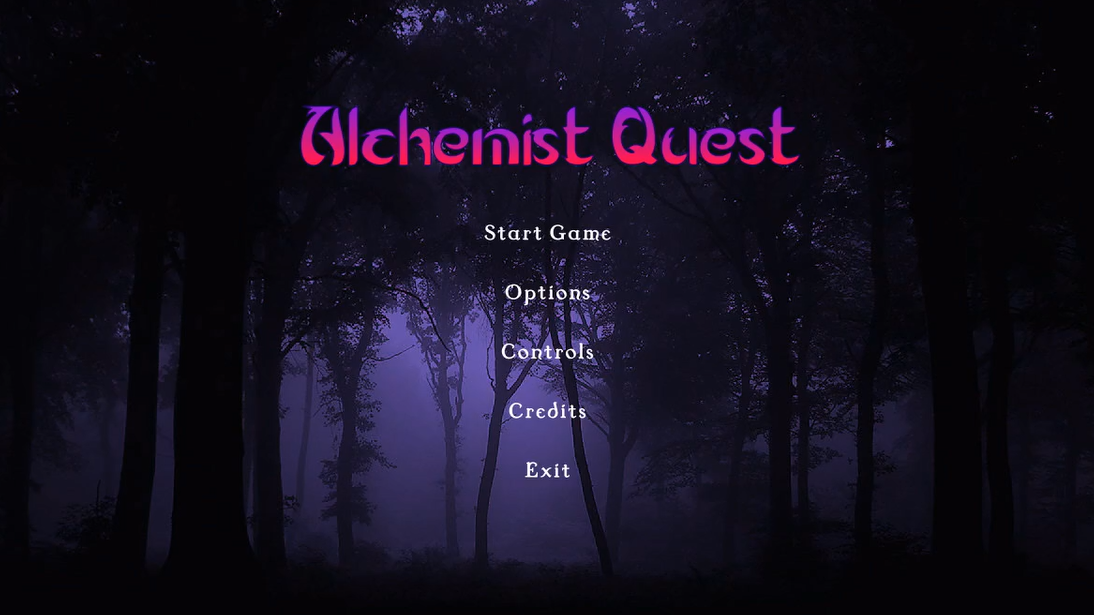 Alchemist Quest
Start Game
Options
Controls
Credits
Exit